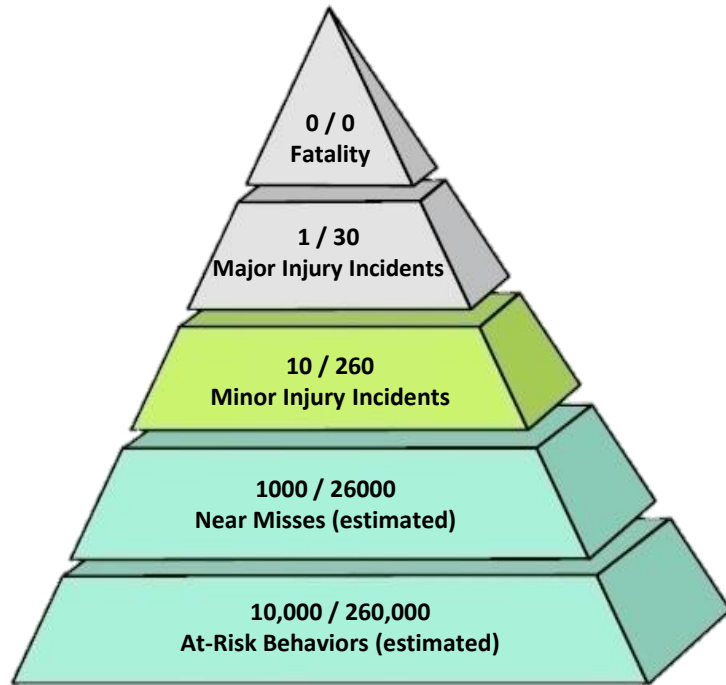 0 / 0
Fatality
1 / 30
Major Injury Incidents
10 / 260
Minor Injury Incidents
1000 / 26000
Near Misses (estimated)
10,000 / 260,000
At-Risk Behaviors (estimated)